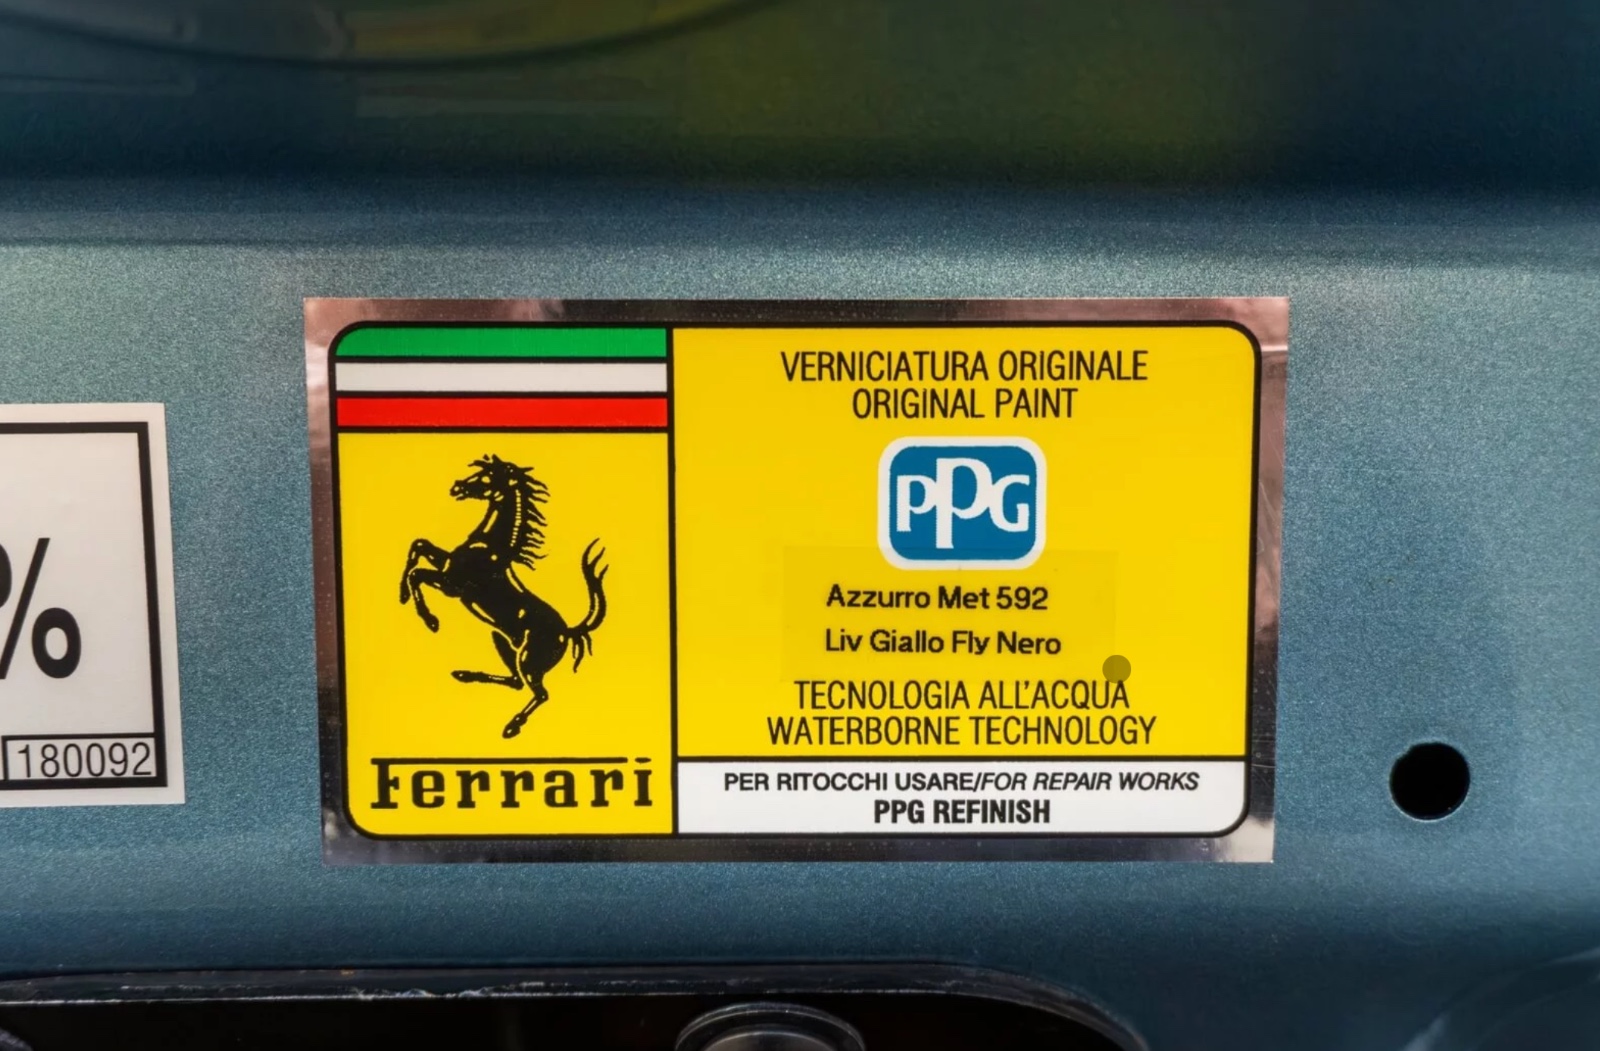 %
180092
Ferrari
VERNICIATURA ORIGINALE
ORIGINAL PAINT
PPG
Azzurro Met 592
Liv Giallo Fly Nero
TECNOLOGIA ALL'ACQUA
WATERBORNE TECHNOLOGY
PER RITOCCHI USARE/FOR REPAIR WORKS
PPG REFINISH